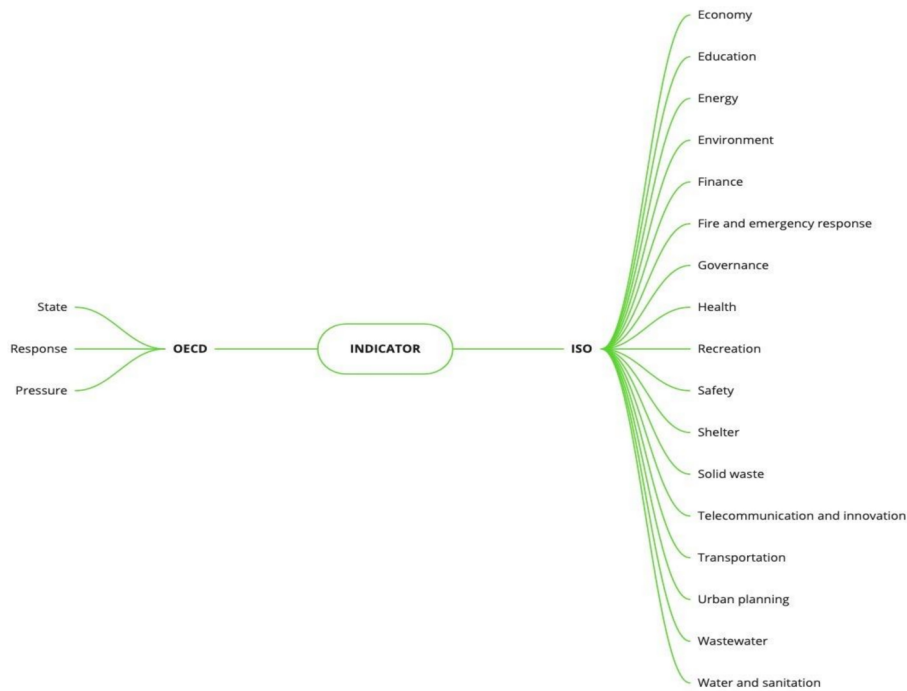 Economy
Education
Energy
Environment
Finance
Fire and emergency response
Governance
State
Health
Response
OECD
INDICATOR
ISO
Recreation
Pressure
Safety
Shelter
Solid waste
Telecommunication and innovation
Transportation
Urban planning
Wastewater
Water and sanitation